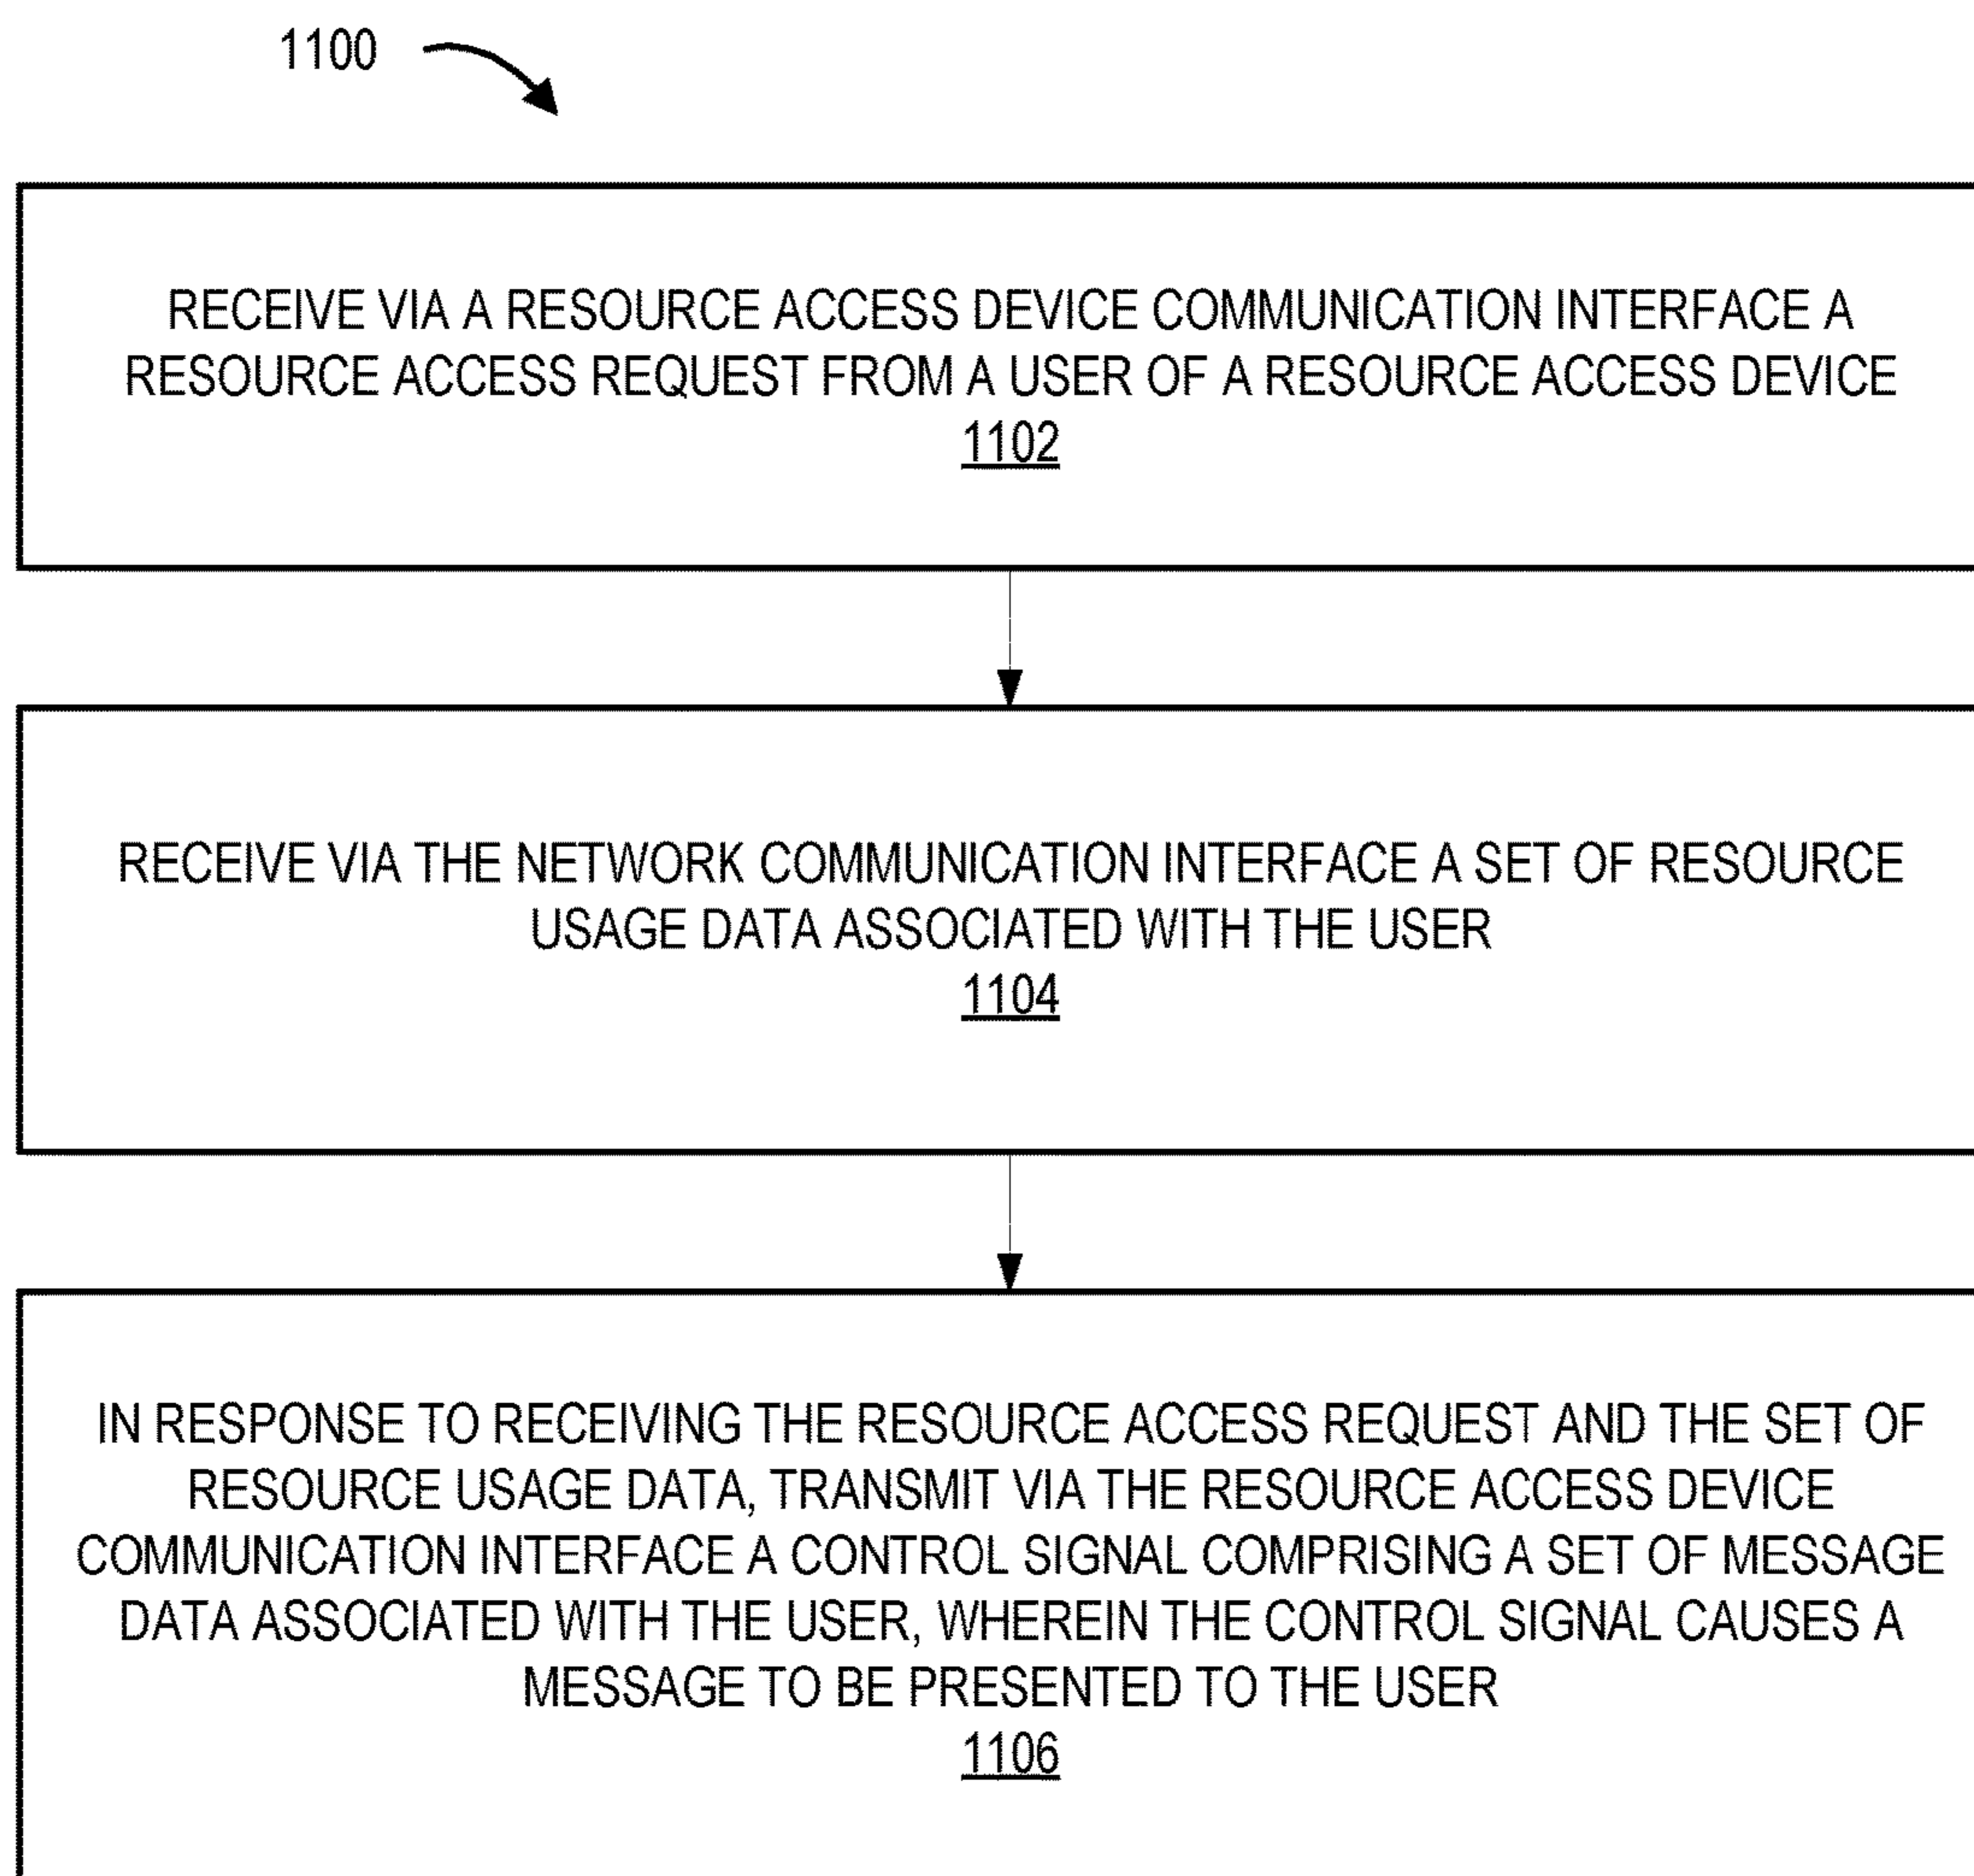 1100
RECEIVE VIA A RESOURCE ACCESS DEVICE COMMUNICATION INTERFACE A
RESOURCE ACCESS REQUEST FROM A USER OF A RESOURCE ACCESS DEVICE
1102
RECEIVE VIA THE NETWORK COMMUNICATION INTERFACE A SET OF RESOURCE
USAGE DATA ASSOCIATED WITH THE USER
1104
IN RESPONSE TO RECEIVING THE RESOURCE ACCESS REQUEST AND THE SET OF
RESOURCE USAGE DATA, TRANSMIT VIA THE RESOURCE ACCESS DEVICE
COMMUNICATION INTERFACE A CONTROL SIGNAL COMPRISING A SET OF MESSAGE
DATA ASSOCIATED WITH THE USER, WHEREIN THE CONTROL SIGNAL CAUSES A
MESSAGE TO BE PRESENTED TO THE USER
1106